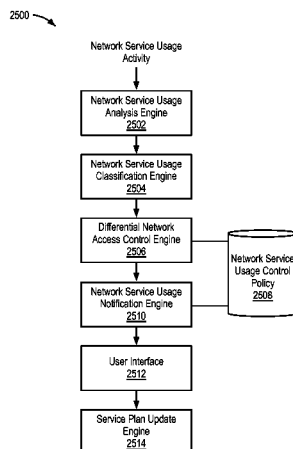 2500
Network Service Usage
Activity
Network Service Usage
Analysis Engine
2502
Network Service Usage
Classification Engine
2504
Differential Network
Access Control Engine
2506
Network Service
Usage Control
Policy
2508
Network Service Usage
Notification Engine
2510
User Interface
2512
Service Plan Update
Engine
2514